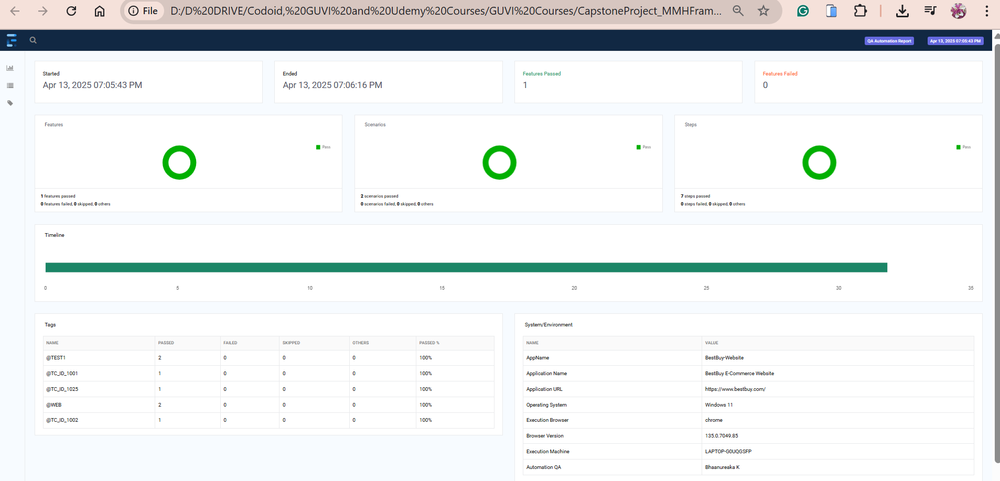 File
D:/D%20DRIVE/Codoid,%20GUVI%20and%20Udemy%20Courses/GUVI%20Courses/CapstoneProject_MMHFram...
QA Automation Report
Apr 13, 2025 07:05:43 PM
Started
Apr 13, 2025 07:05:43 PM
Ended
Apr 13, 2025 07:06:16 PM
Features Passed
1
Features Failed
0
Features
Pass
1 features passed
0 features failed, 0 skipped, 0 others
Scenarios
Pass
2 scenarios passed
0 scenarios failed, 0 skipped, 0 others
Steps
Pass
7 steps passed
0 steps failed, 0 skipped, 0 others
Timeline
0 5 10 15 20 25 30 35
Tags
NAME PASSED FAILED SKIPPED OTHERS PASSED %
@TEST1 2 0 0 0 100%
@TC_ID_1001 1 0 0 0 100%
@TC_ID_1025 1 0 0 0 100%
@WEB 2 0 0 0 100%
@TC_ID_1002 1 0 0 0 100%
System/Environment
NAME VALUE
AppName BestBuy-Website
Application Name BestBuy E-Commerce Website
Application URL https://www.bestbuy.com/
Operating System Windows 11
Execution Browser chrome
Browser Version 135.0.7049.85
Execution Machine LAPTOP-G0UQGSFP
Automation QA Bhaanureaka K